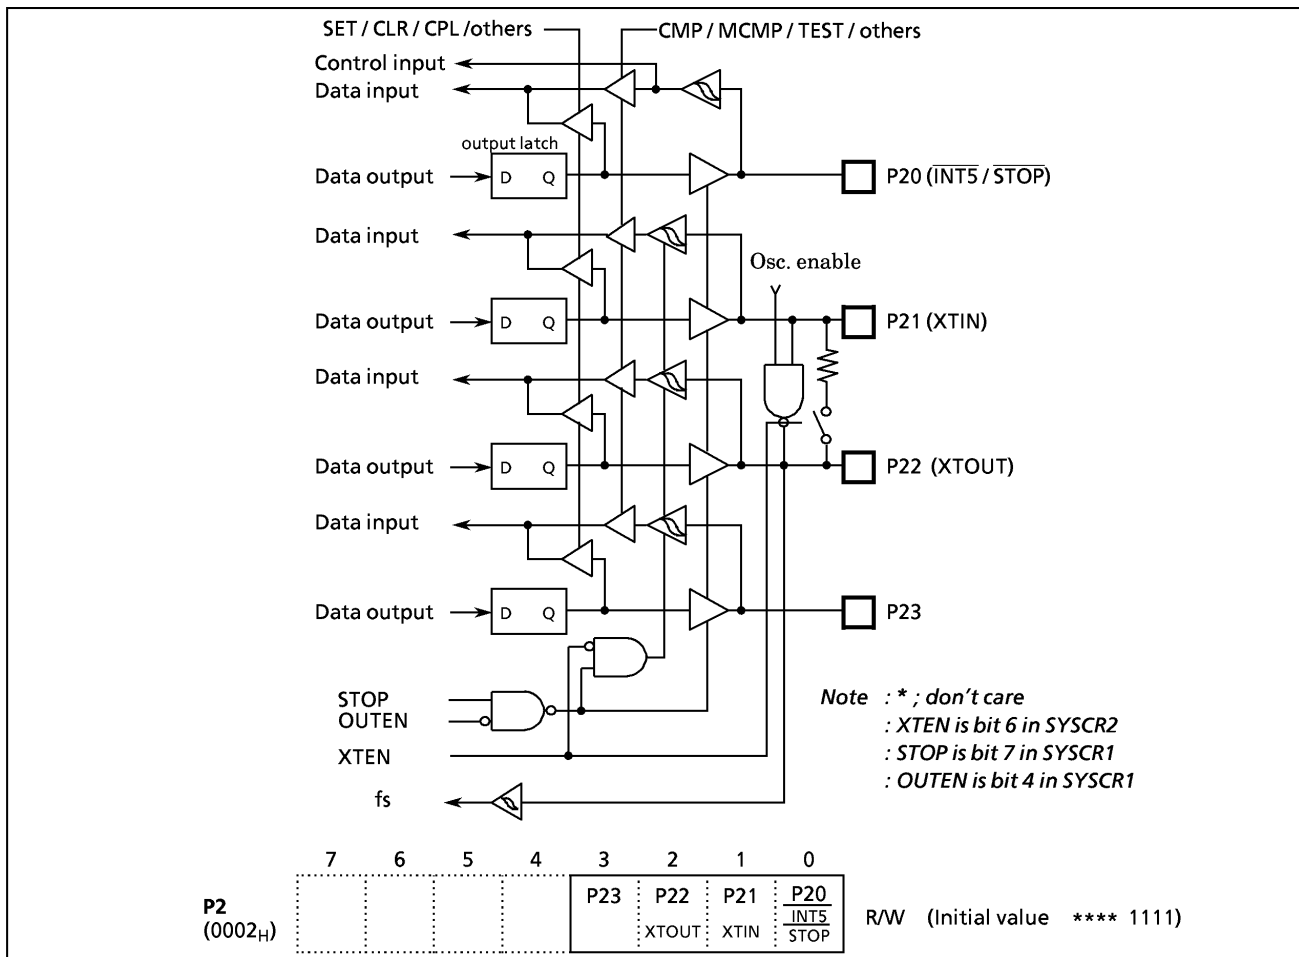 SET / CLR / CPL /others
CMP / MCMP / TEST / others
Control input
Data input
output latch
Data output
D Q
P20 (INT5 / STOP)
Data input
Osc. enable
Data output
D Q
P21 (XTIN)
Data input
Data output
D Q
P22 (XTOUT)
Data input
Data output
D Q
P23
STOP
OUTEN
XTEN
fs
Note : * ; don't care
: XTEN is bit 6 in SYSCR2
: STOP is bit 7 in SYSCR1
: OUTEN is bit 4 in SYSCR1
7 6 5 4 3 2 1 0
P2
(0002H)
P23
P22
XTOUT
P21
XTIN
P20
INT5
STOP
R/W (Initial value **** 1111)